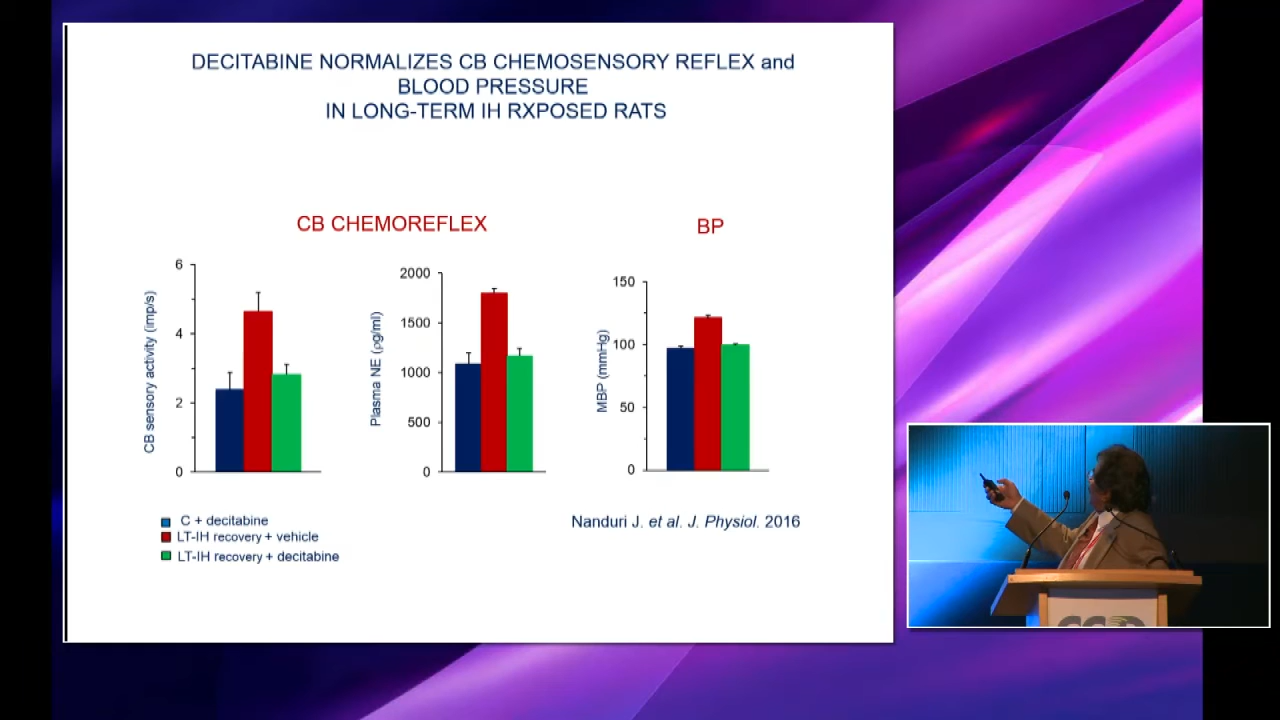 DECITABINE NORMALIZES CB CHEMOSENSORY REFLEX and
BLOOD PRESSURE
IN LONG-TERM IH RXPOSED RATS
CB CHEMOREFLEX
BP
CB sensory activity (imp/s)
6
4
2
0
Plasma NE (ρg/ml)
2000
1500
1000
500
0
MBP (mmHg)
150
100
50
0
C + decitabine
LT-IH recovery + vehicle
LT-IH recovery + decitabine
Nanduri J. et al. J. Physiol. 2016